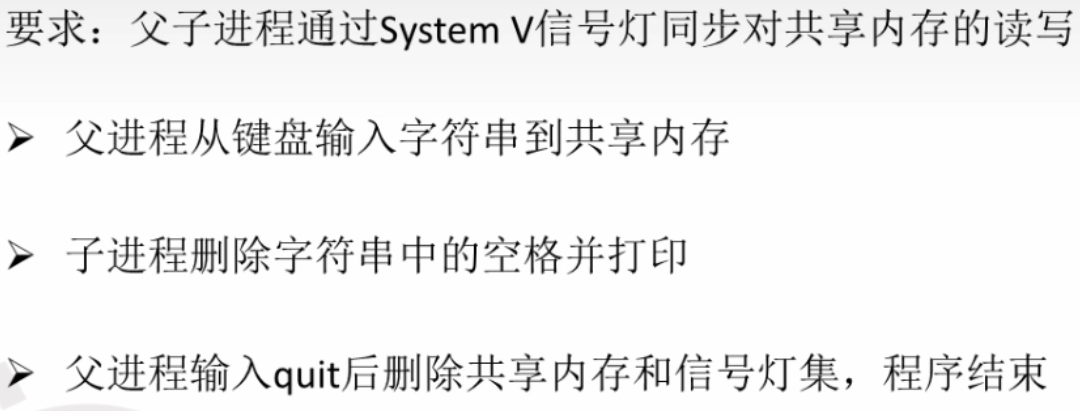 要求：父子进程通过System V信号灯同步对共享内存的读写
➢ 父进程从键盘输入字符串到共享内存
➢ 子进程删除字符串中的空格并打印
➢ 父进程输入quit后删除共享内存和信号灯集，程序结束